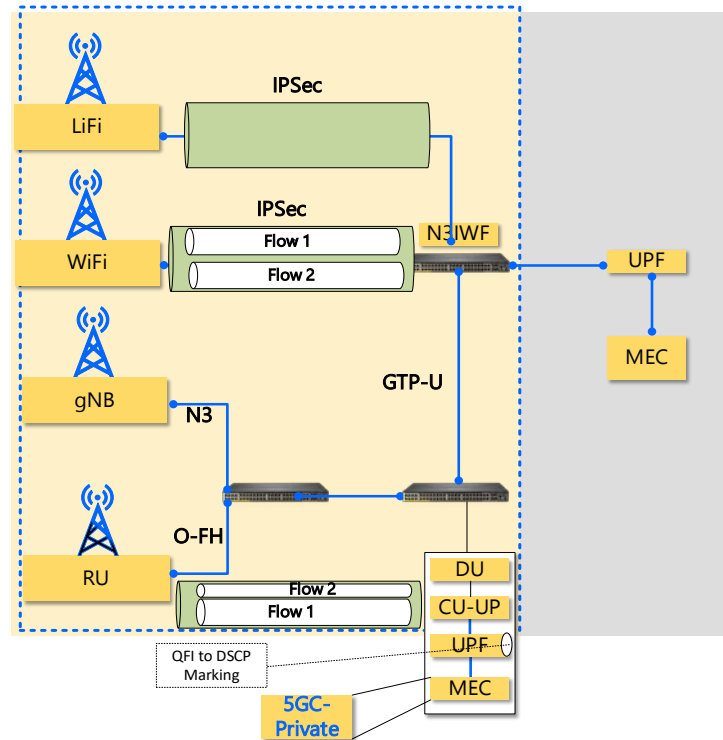 IPSec
LiFi
IPSec
Flow 1
N3IWF
WiFi
Flow 2
UPF
MEC
GTP-U
gNB
N3
O-FH
DU
RU
Flow 2
Flow 1
CU-UP
UPF
QFI to DSCP
Marking
MEC
5GC-
Private